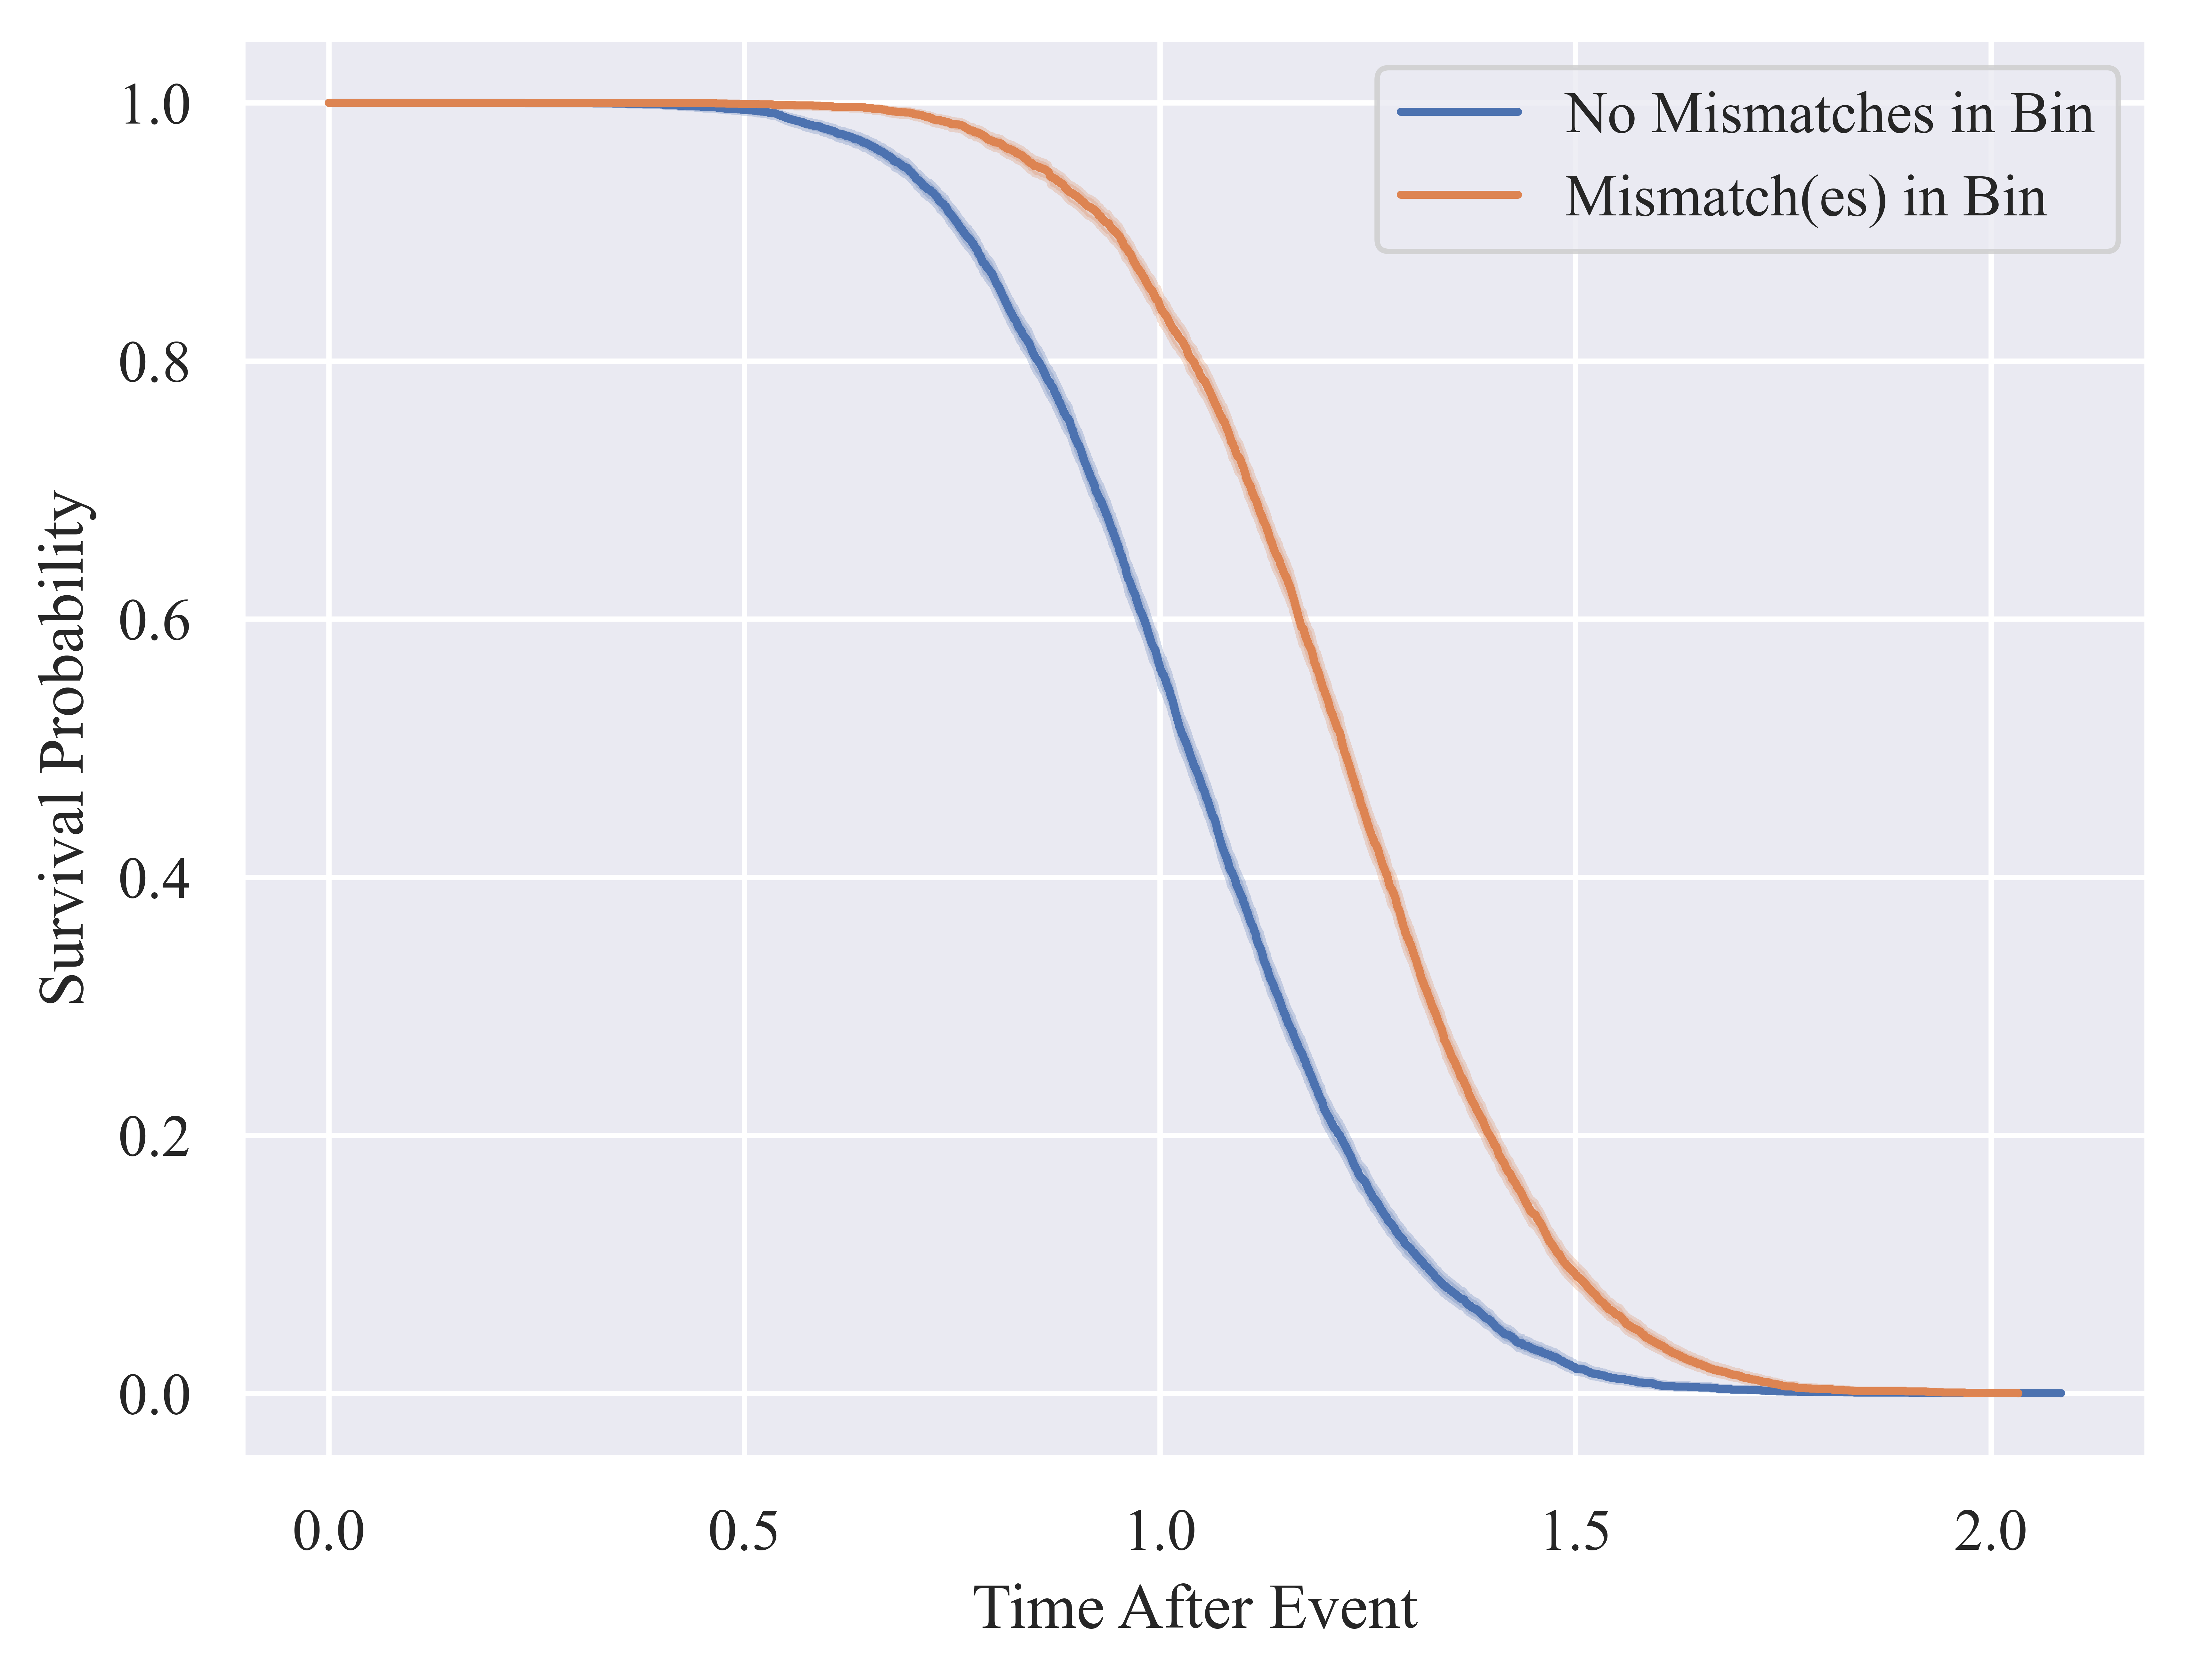 No Mismatches in Bin
Mismatch(es) in Bin
1.0
0.8
0.6
0.4
0.2
0.0
Survival Probability
0.0 0.5 1.0 1.5 2.0
Time After Event